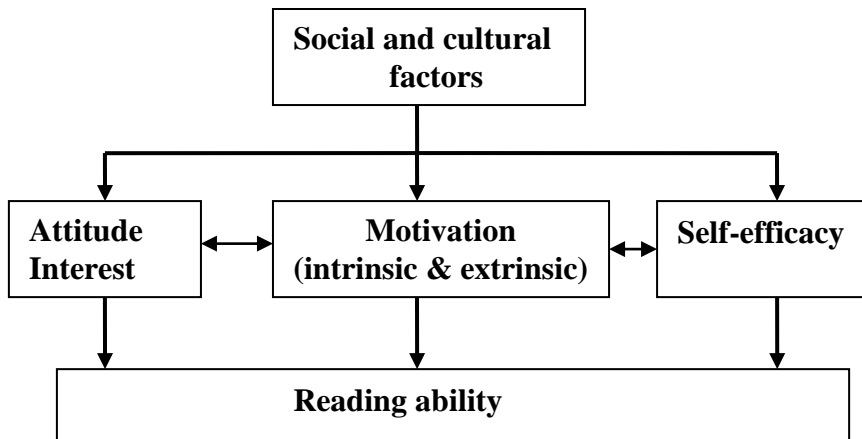 Social and cultural
factors
Attitude
Interest
Motivation
(intrinsic & extrinsic)
Self-efficacy
Reading ability